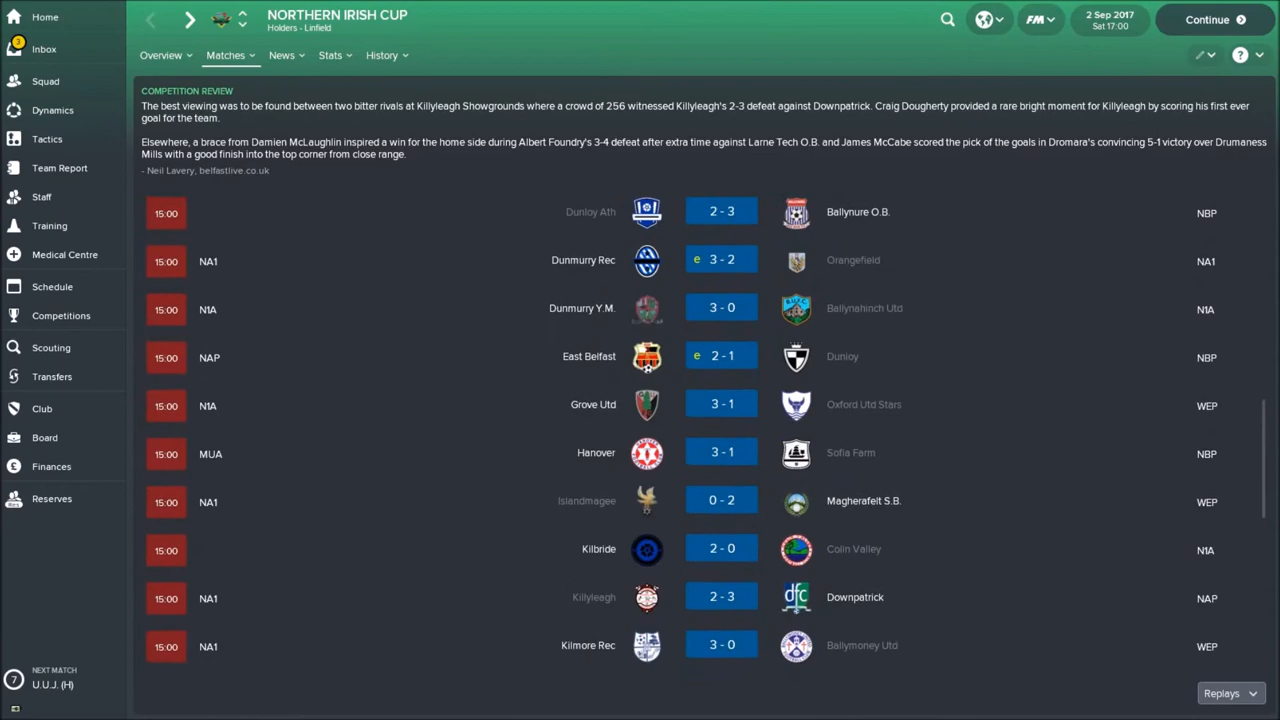 NORTHERN IRISH CUP
Holders - Linfield
FM
2 Sep 2017
Sat 17:00
Continue
Home
3
Inbox
Squad
Dynamics
Tactics
Team Report
Staff
Training
Medical Centre
Schedule
Competitions
Scouting
Transfers
Club
Board
Finances
Reserves
Overview
Matches
News
Stats
History
?
COMPETITION REVIEW
The best viewing was to be found between two bitter rivals at Killyleagh Showgrounds where a crowd of 256 witnessed Killyleagh's 2-3 defeat against Downpatrick. Craig Dougherty provided a rare bright moment for Killyleagh by scoring his first ever
goal for the team.
Elsewhere, a brace from Damien McLaughlin inspired a win for the home side during Albert Foundry's 3-4 defeat after extra time against Larne Tech O.B. and James McCabe scored the pick of the goals in Dromara's convincing 5-1 victory over Drumaness
Mills with a good finish into the top corner from close range.
- Neil Lavery, belfastlive.co.uk
15:00 Dunloy Ath 2 - 3 Ballynure O.B. NBP
15:00 NA1 Dunmurry Rec e 3 - 2 Orangefield NA1
15:00 N1A Dunmurry Y.M. 3 - 0 Ballynahinch Utd N1A
15:00 NAP East Belfast e 2 - 1 Dunloy NBP
15:00 N1A Grove Utd 3 - 1 Oxford Utd Stars WEP
15:00 MUA Hanover 3 - 1 Sofia Farm NBP
15:00 NA1 Islandmagee 0 - 2 Magherafelt S.B. WEP
15:00 Kilbride 2 - 0 Colin Valley N1A
15:00 NA1 Killyleagh 2 - 3 dfc Downpatrick NAP
15:00 NA1 Kilmore Rec 3 - 0 Ballymoney Utd WEP
7
NEXT MATCH
U.U.J. (H)
Replays